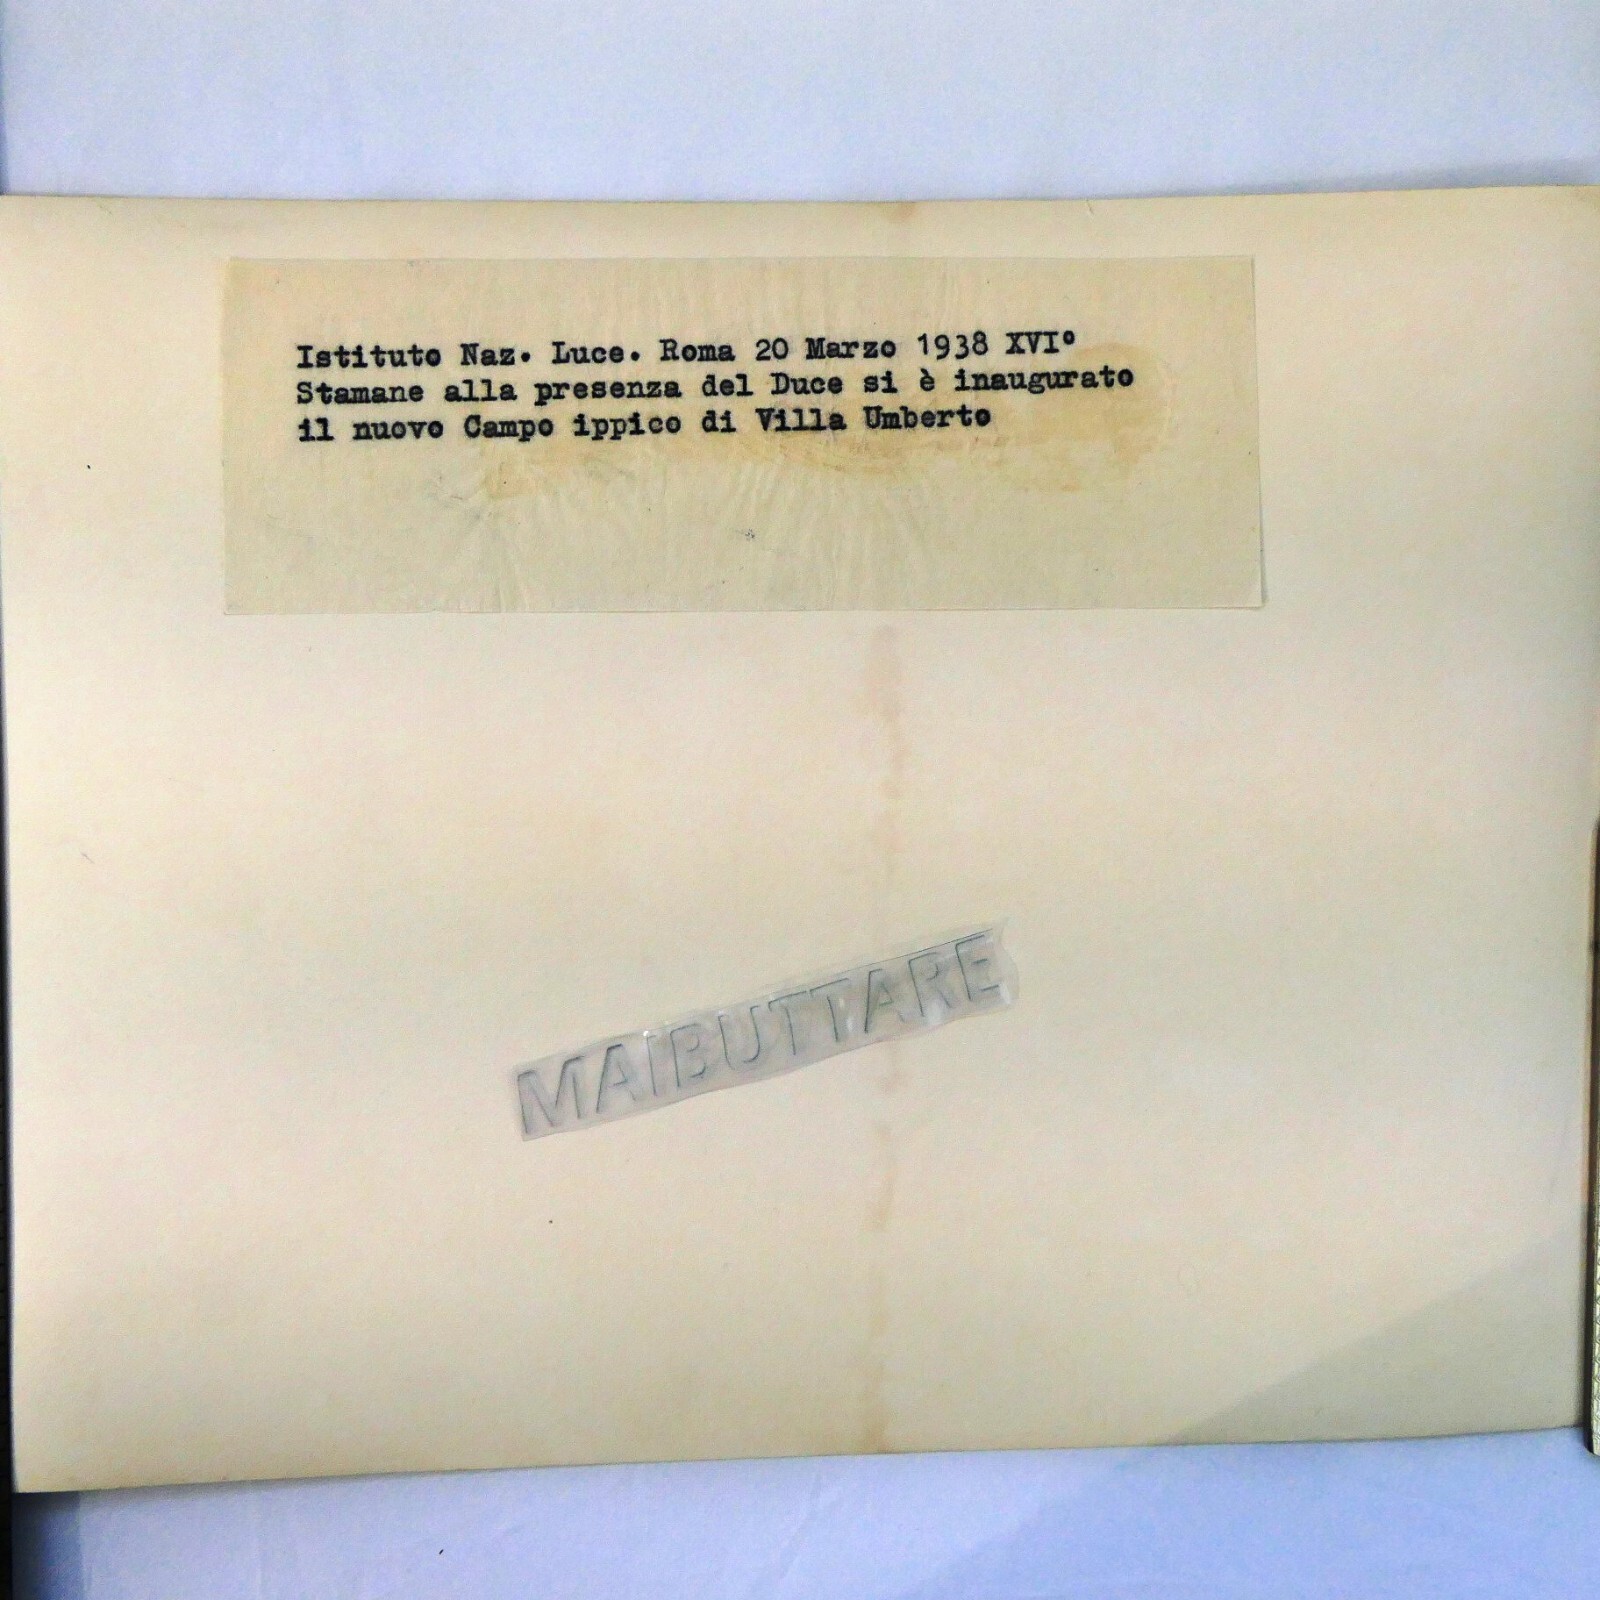 Istituto Naz. Luce. Roma 20 Marzo 1938 XVI°
Stamane alla presenza del Duce si è inaugurato
il nuovo Campo ippico di Villa Umberto
MAIBUTTARE